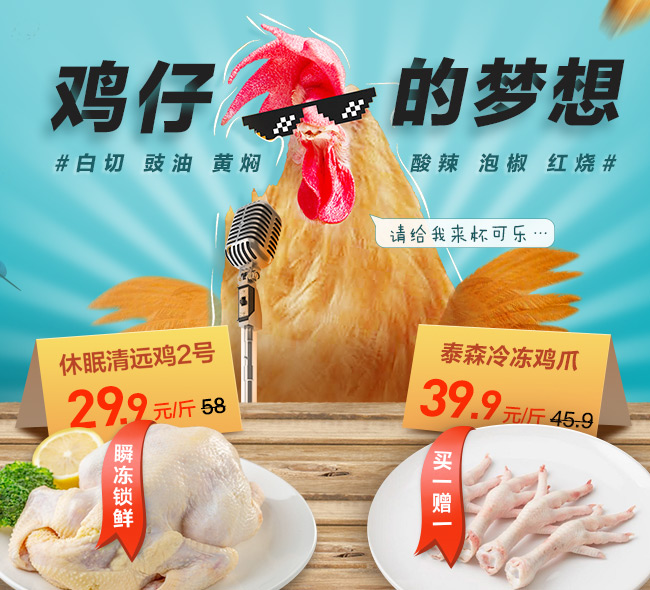 鸡仔的梦想
#白切 豉油 黄焖 酸辣 泡椒 红烧#
请给我来杯可乐…
休眠清远鸡2号
29.9元/斤 58
瞬冻锁鲜
泰森冷冻鸡爪
39.9元/斤 45.9
买一赠一